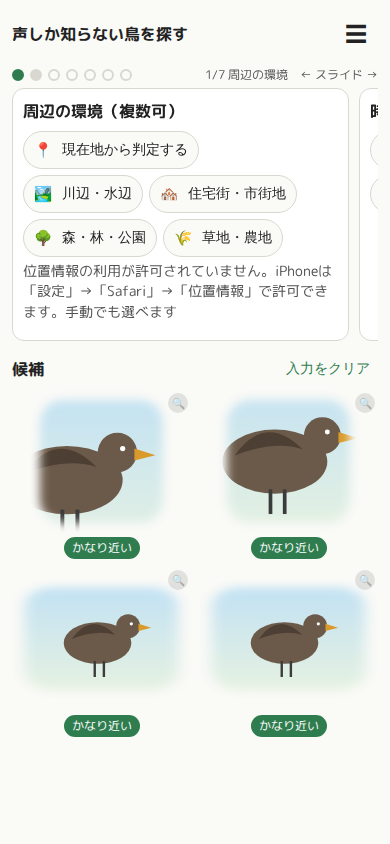 声しか知らない鳥を探す
1/7 周辺の環境 ← スライド →
周辺の環境（複数可）
現在地から判定する
川辺・水辺 住宅街・市街地
森・林・公園 草地・農地
位置情報の利用が許可されていません。iPhoneは
「設定」→「Safari」→「位置情報」で許可でき
ます。手動でも選べます
候補 入力をクリア
かなり近い かなり近い
かなり近い かなり近い